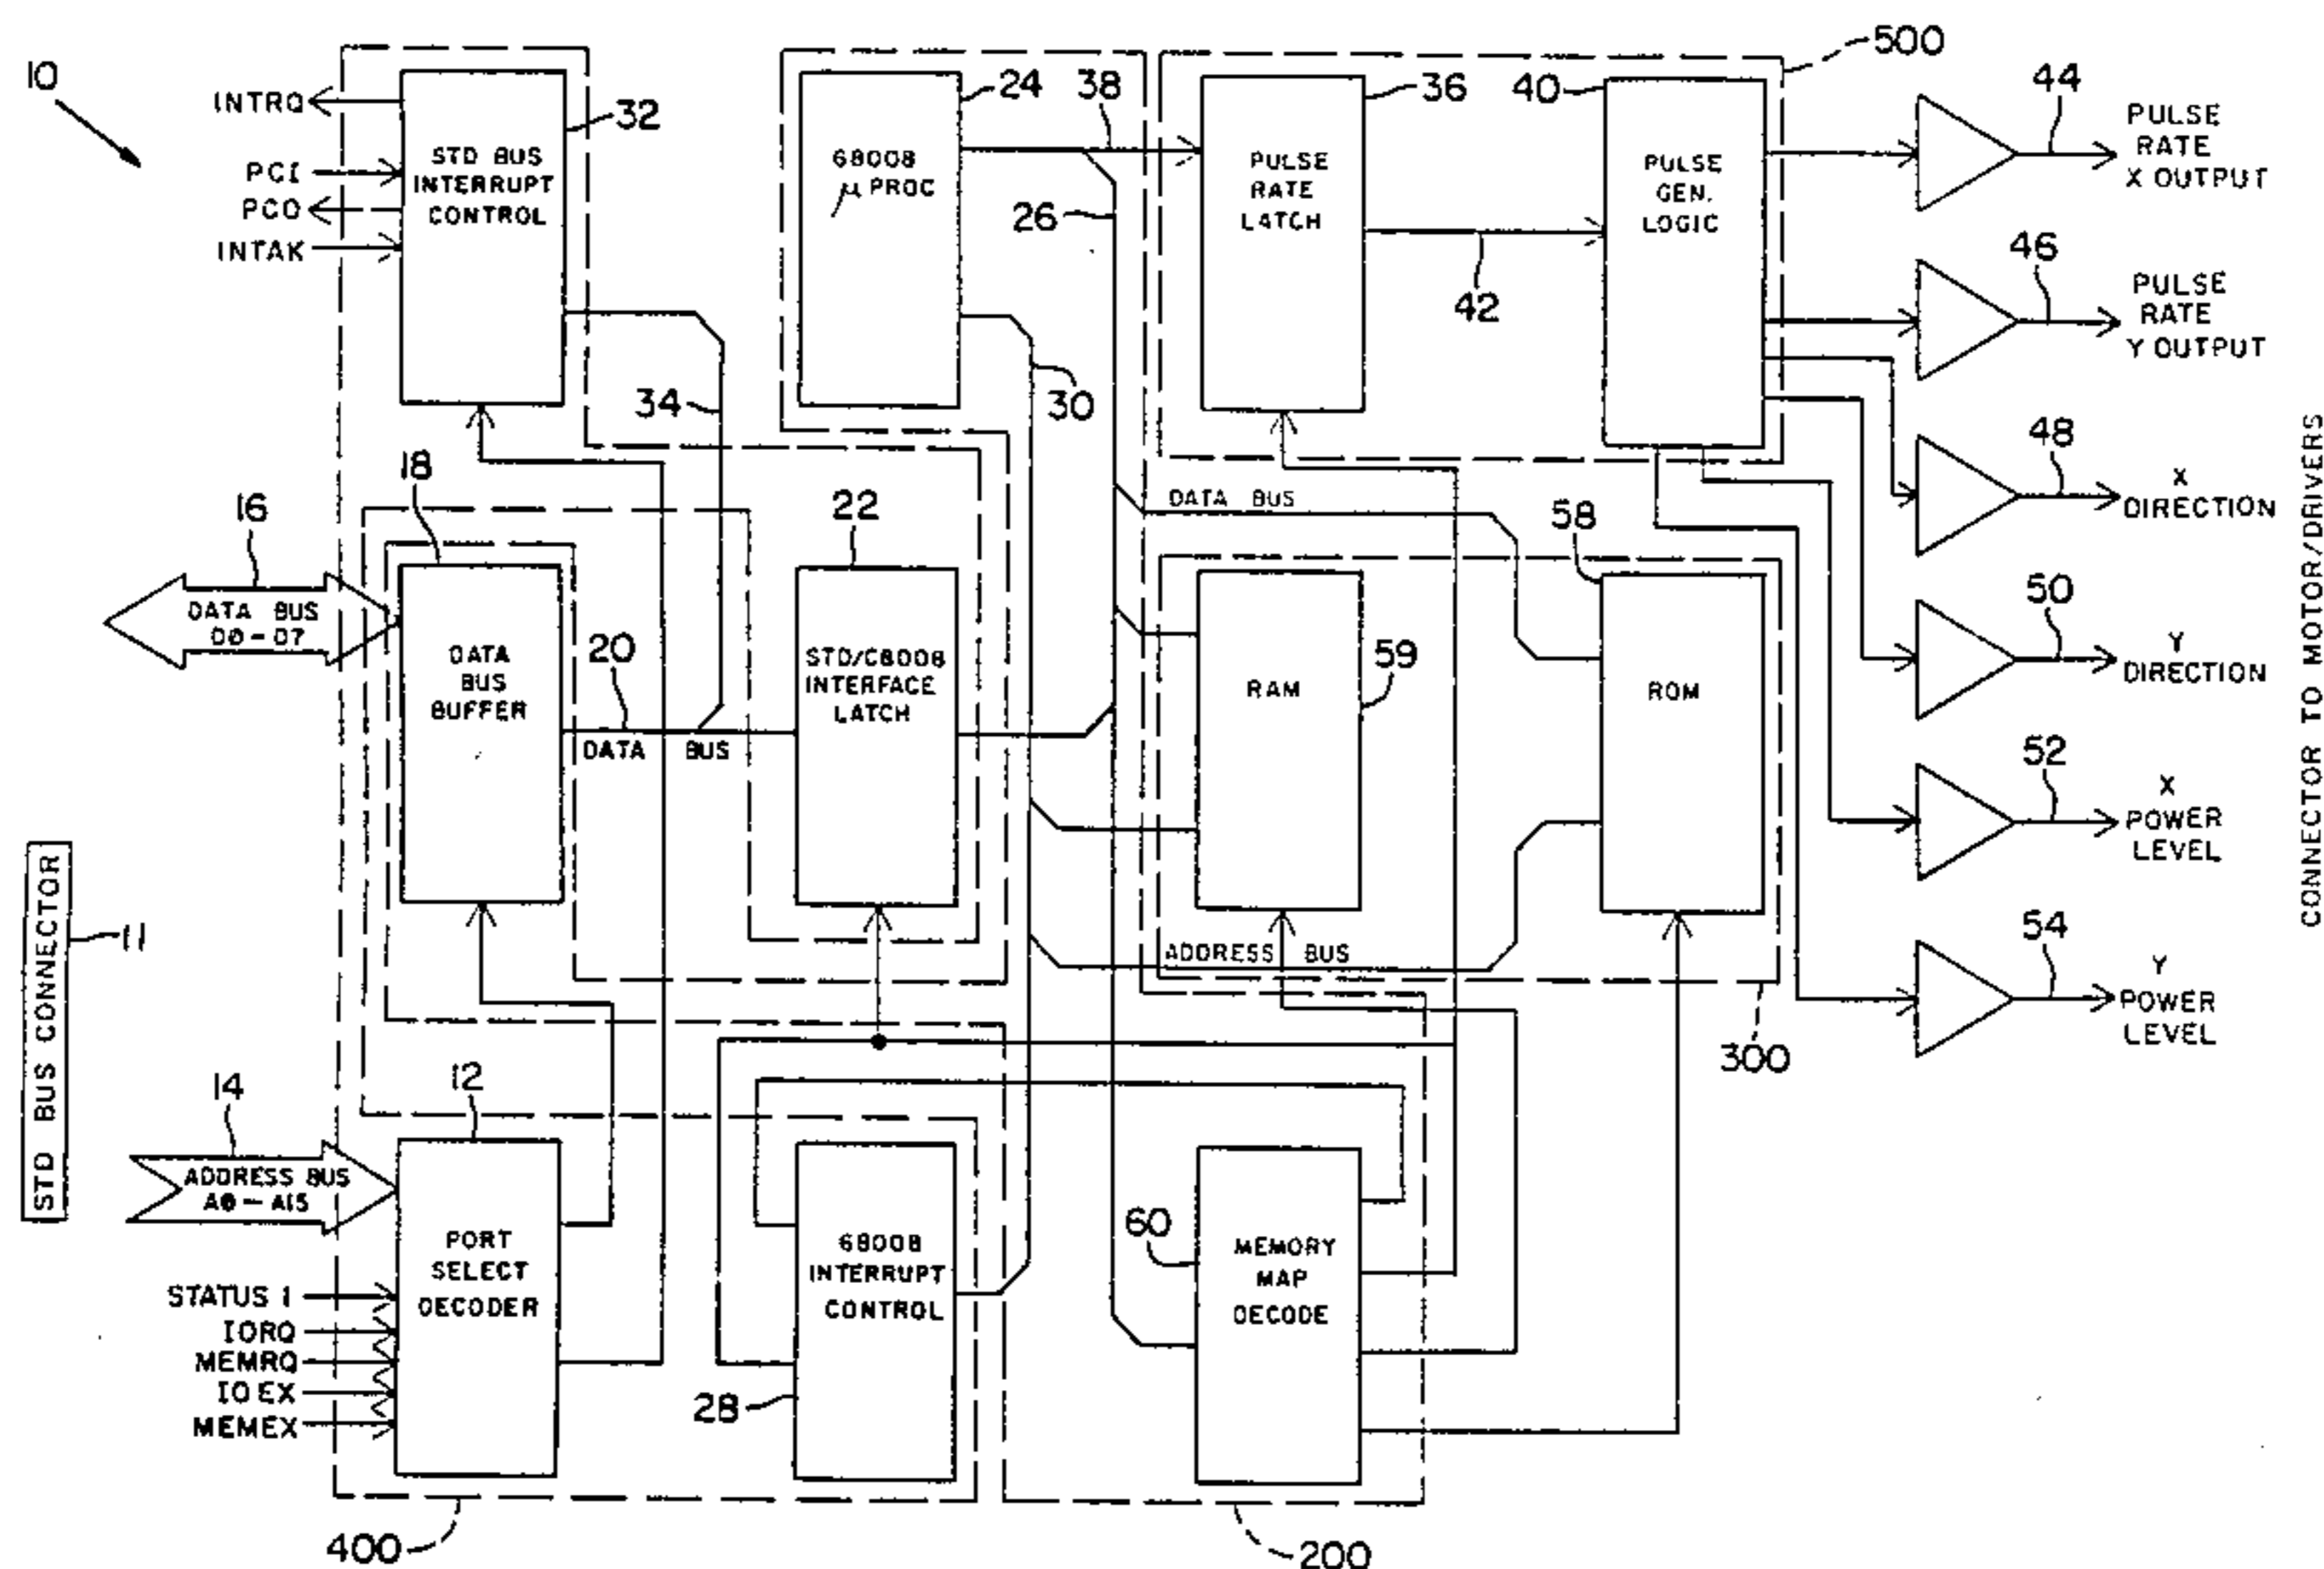 10
INTRQ
PCI
PCO
INTAK
STD BUS
INTERRUPT
CONTROL
32
68008
μ PROC
24
38
26
30
PULSE
RATE
LATCH
36
42
40
PULSE
GEN.
LOGIC
500
44
PULSE
RATE
X OUTPUT
46
PULSE
RATE
Y OUTPUT
48
X
DIRECTION
50
Y
DIRECTION
52
X
POWER
LEVEL
54
Y
POWER
LEVEL
CONNECTOR TO MOTOR/DRIVERS
34
16
DATA BUS
D0-D7
18
DATA
BUS
BUFFER
20
DATA BUS
22
STD/C8008
INTERFACE
LATCH
DATA BUS
RAM
59
58
ROM
ADDRESS BUS
300
STD BUS CONNECTOR
11
14
ADDRESS BUS
A0-A15
12
PORT
SELECT
DECODER
STATUS 1
IORQ
MEMRQ
IO EX
MEMEX
68008
INTERRUPT
CONTROL
28
60
MEMORY
MAP
DECODE
400
200